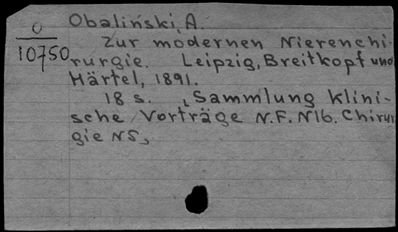 O
10750
Obaliński, A.
Zur modernen Nierenchi-
rurgie. Leipzig, Breitkopf und
Härtel, 1891.
18 s. „Sammlung klini-
sche Vorträge N.F. N16. Chirur
gie N5„